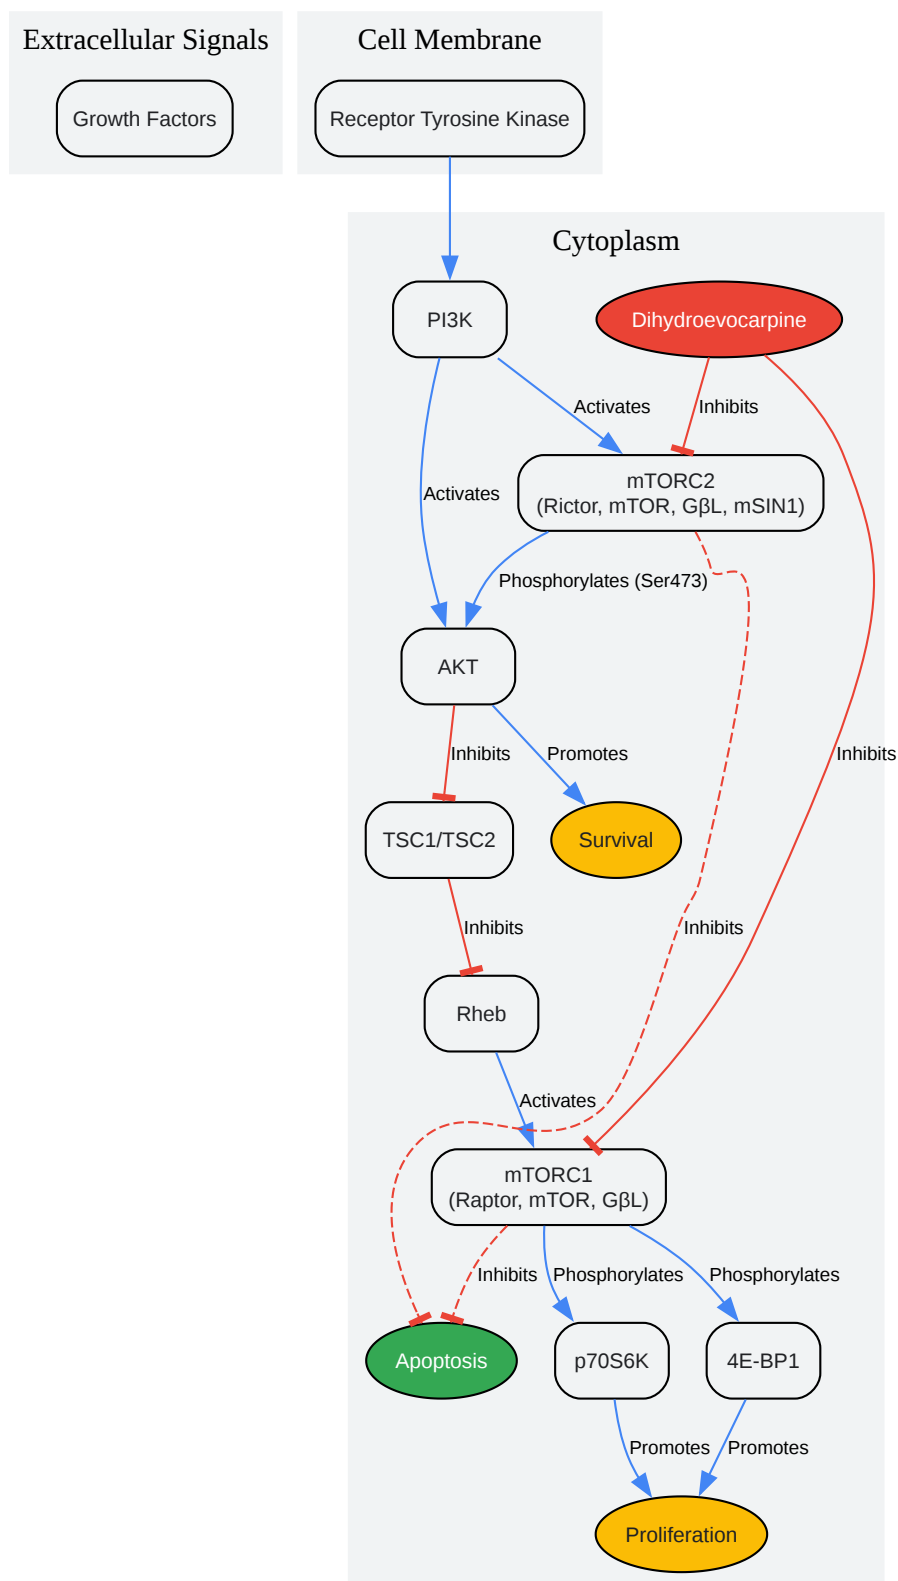 Extracellular Signals
Growth Factors
Cell Membrane
Receptor Tyrosine Kinase
Cytoplasm
PI3K
Dihydroevocarpine
Activates
Inhibits
mTORC2
(Rictor, mTOR, GβL, mSIN1)
Activates
Phosphorylates (Ser473)
AKT
Inhibits
Promotes
Inhibits
TSC1/TSC2
Survival
Inhibits
Inhibits
Rheb
Activates
mTORC1
(Raptor, mTOR, GβL)
Inhibits
Phosphorylates
Phosphorylates
Apoptosis
p70S6K
4E-BP1
Promotes
Promotes
Proliferation